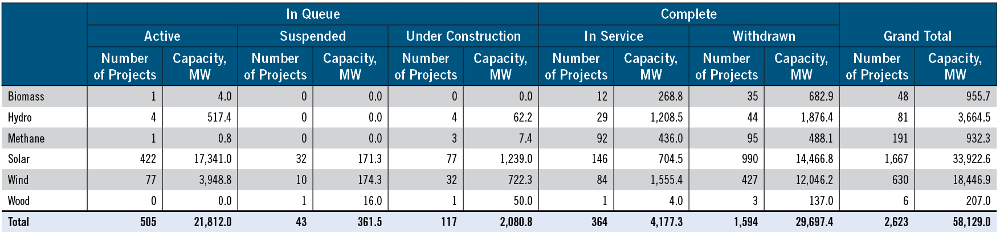 In Queue Complete Grand Total
Active Suspended Under Construction In Service Withdrawn
Number of Projects Capacity, MW Number of Projects Capacity, MW Number of Projects Capacity, MW Number of Projects Capacity, MW Number of Projects Capacity, MW Number of Projects Capacity, MW
Biomass 1 4.0 0 0.0 0 0.0 12 268.8 35 682.9 48 955.7
Hydro 4 517.4 0 0.0 4 62.2 29 1,208.5 44 1,876.4 81 3,664.5
Methane 1 0.8 0 0.0 3 7.4 92 436.0 95 488.1 191 932.3
Solar 422 17,341.0 32 171.3 77 1,239.0 146 704.5 990 14,466.8 1,667 33,922.6
Wind 77 3,948.8 10 174.3 32 722.3 84 1,555.4 427 12,046.2 630 18,446.9
Wood 0 0.0 1 16.0 1 50.0 1 4.0 3 137.0 6 207.0
Total 505 21,812.0 43 361.5 117 2,080.8 364 4,177.3 1,594 29,697.4 2,623 58,129.0